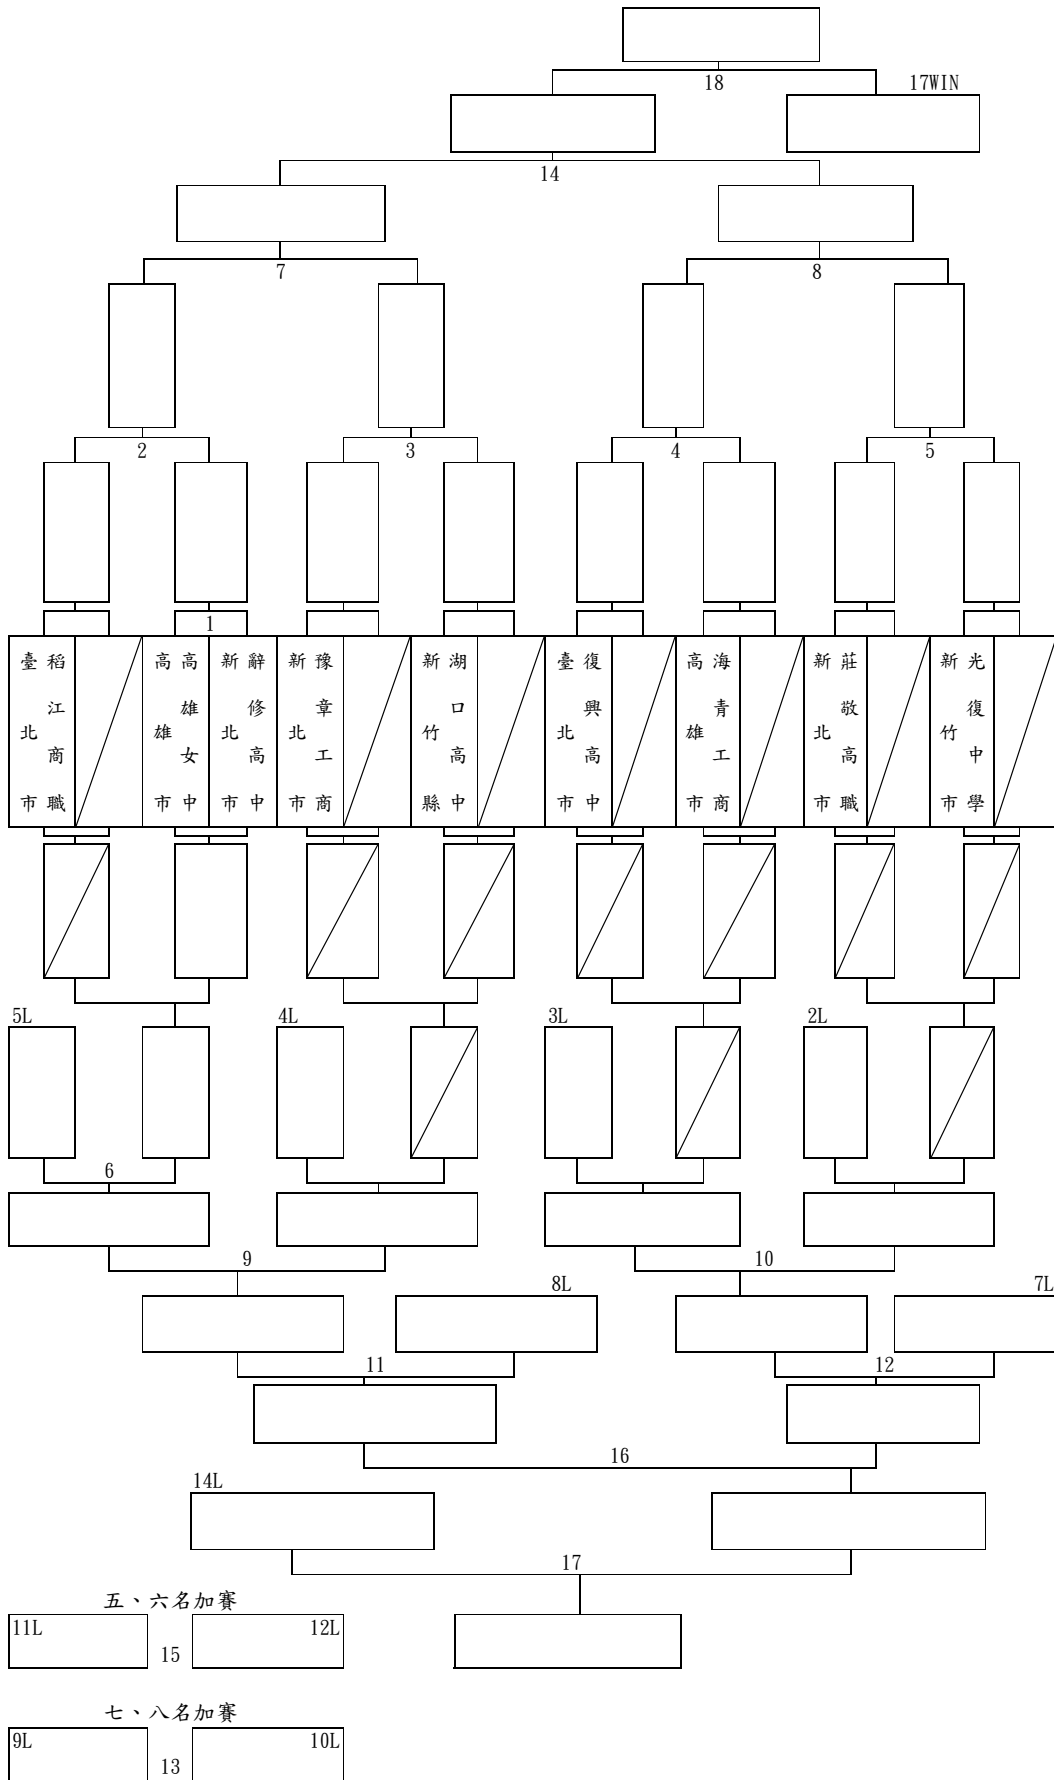 18
17WIN
14
7
8
2
3
4
5
1
臺北市 稻江商職
高雄市 高雄女中
新北市 辭修高中
新北市 豫章工商
新竹縣 湖口高中
臺北市 復興高中
高雄市 海青工商
新北市 莊敬高職
新竹市 光復中學
5L
4L
3L
2L
6
9
10
8L
7L
11
12
16
14L
17
五、六名加賽
11L
15
12L
七、八名加賽
9L
13
10L